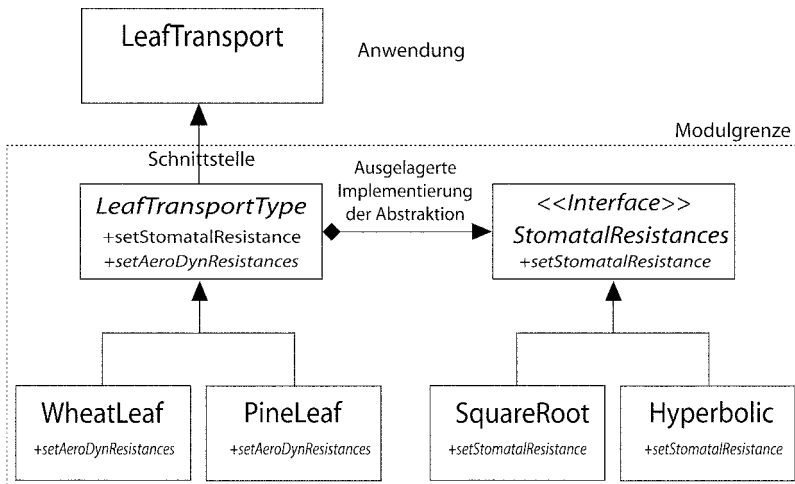 LeafTransport
Anwendung
Modulgrenze
Schnittstelle
Ausgelagerte
Implementierung
der Abstraktion
LeafTransportType
+setStomatalResistance
+setAeroDynResistances
<<Interface>>
StomatalResistances
+setStomatalResistance
WheatLeaf
+setAeroDynResistances
PineLeaf
+setAeroDynResistances
SquareRoot
+setStomatalResistance
Hyperbolic
+setStomatalResistance